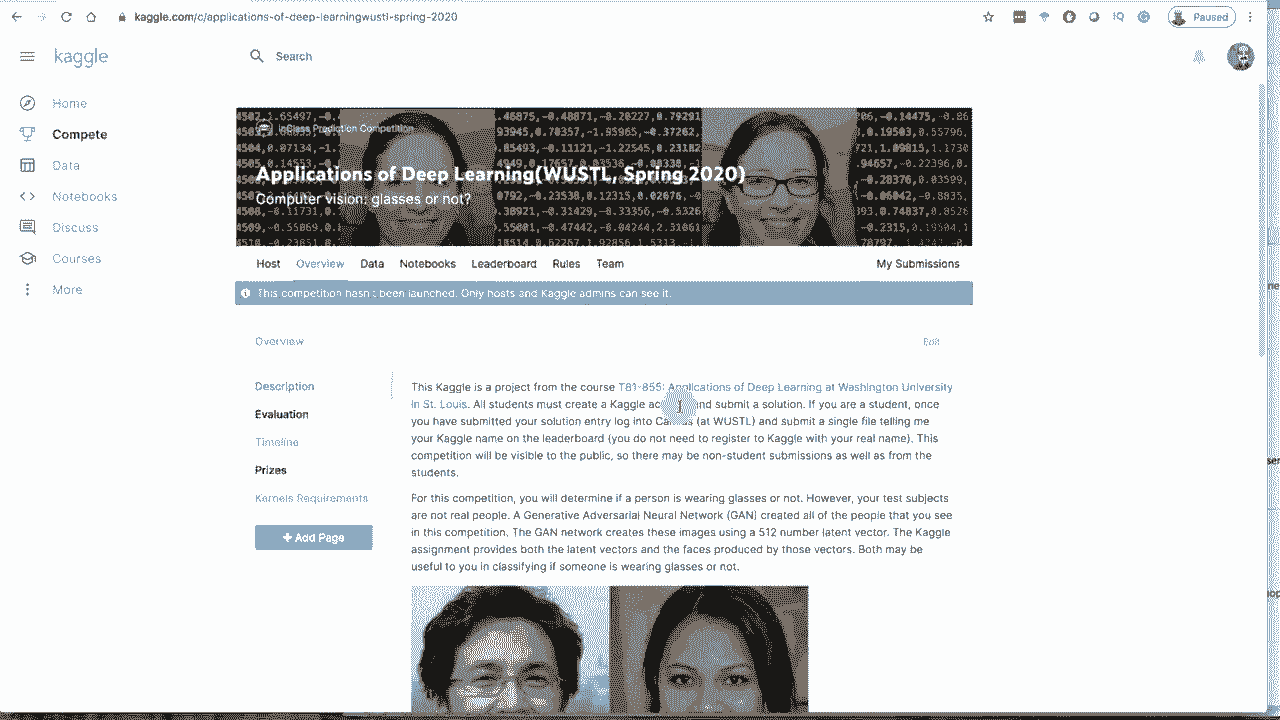 kaggle.com/c/applications-of-deep-learningwustl-spring-2020
Paused
kaggle
Search
Home
Compete
Data
Notebooks
Discuss
Courses
More
InClass Prediction Competition
Applications of Deep Learning(WUSTL, Spring 2020)
Computer vision: glasses or not?
Host Overview Data Notebooks Leaderboard Rules Team My Submissions
This competition hasn't been launched. Only hosts and Kaggle admins can see it.
Overview
Edit
Description
Evaluation
Timeline
Prizes
Kernels Requirements
+ Add Page
This Kaggle is a project from the course T81-855: Applications of Deep Learning at Washington University
in St. Louis. All students must create a Kaggle and submit a solution. If you are a student, once
you have submitted your solution entry log into Canvas (at WUSTL) and submit a single file telling me
your Kaggle name on the leaderboard (you do not need to register to Kaggle with your real name). This
competition will be visible to the public, so there may be non-student submissions as well as from the
students.
For this competition, you will determine if a person is wearing glasses or not. However, your test subjects
are not real people. A Generative Adversarial Neural Network (GAN) created all of the people that you see
in this competition. The GAN network creates these images using a 512 number latent vector. The Kaggle
assignment provides both the latent vectors and the faces produced by those vectors. Both may be
useful to you in classifying if someone is wearing glasses or not.